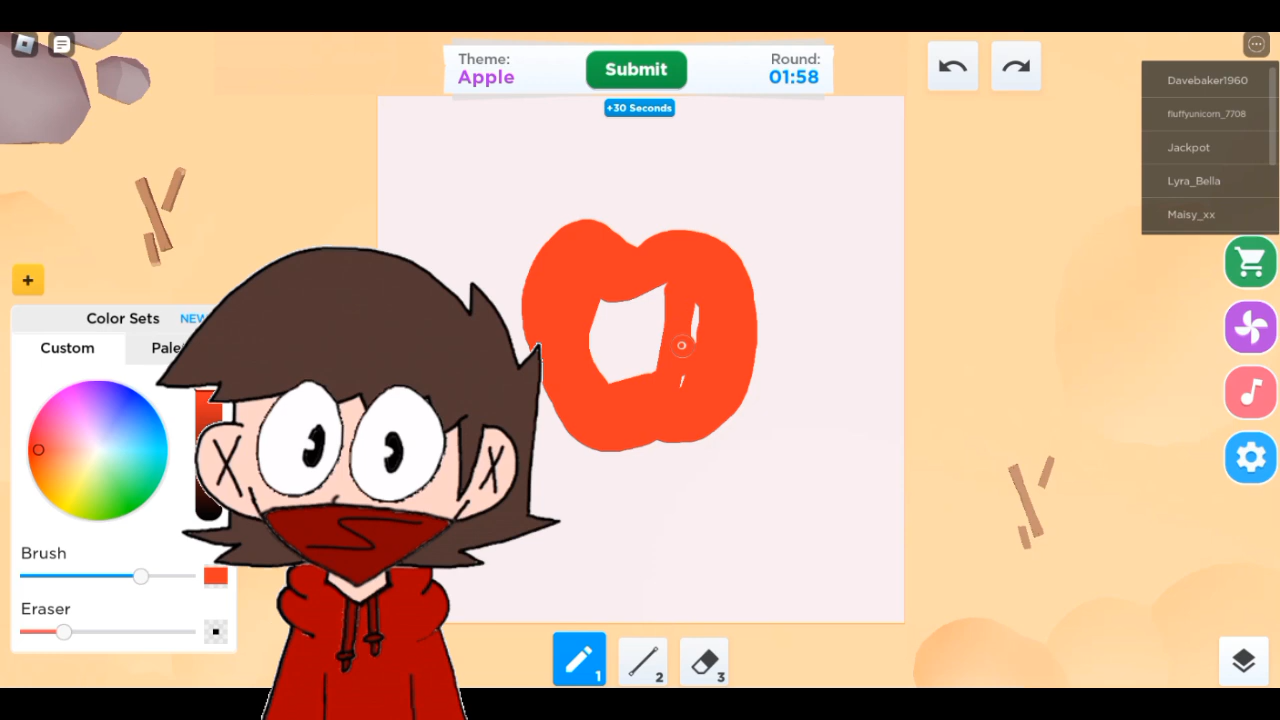 Theme:
Apple
Submit
Round:
01:58
+30 Seconds
Davebaker1960
fluffyunicorn_7708
Jackpot
Lyra_Bella
Maisy_xx
+
Color Sets NEW
Custom
Brush
Eraser
1
2
3